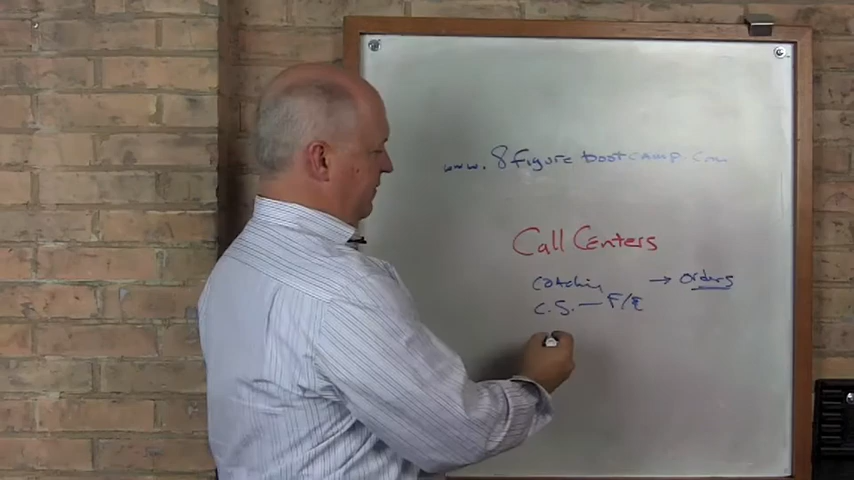 www.8figurebootcamp.com
Call Centers
Catching → orders
C.S. — F/E